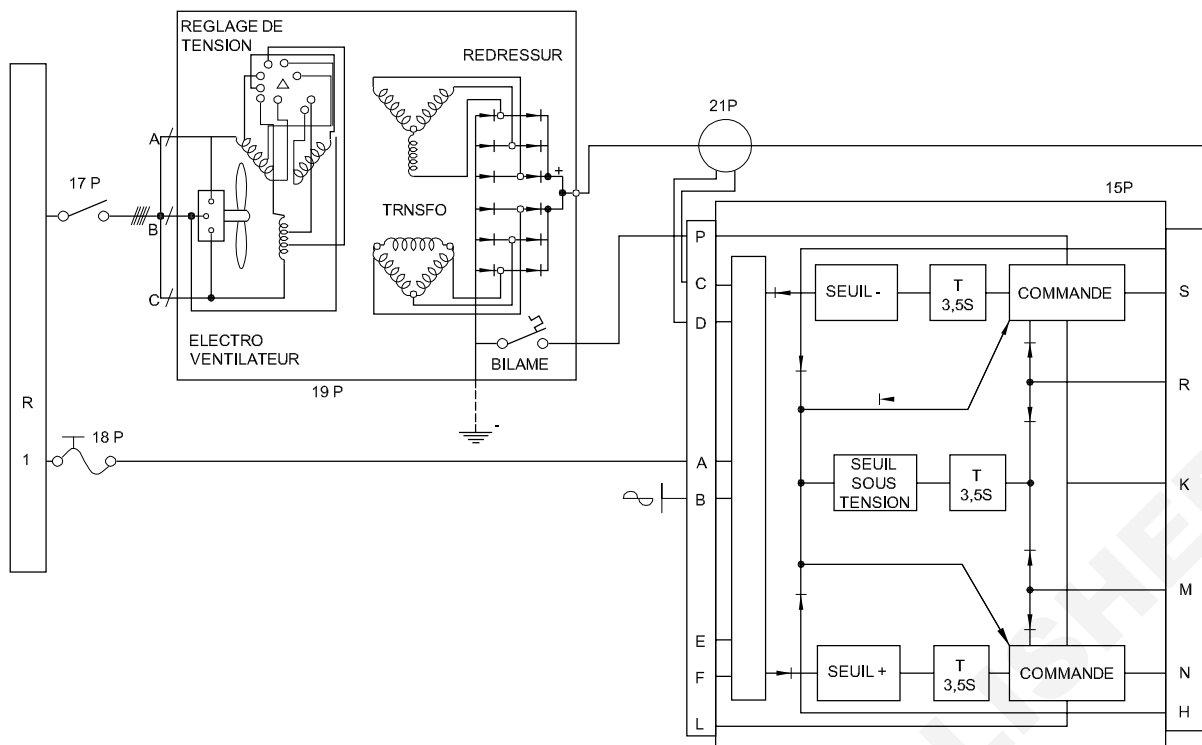 REGLAGE DE
TENSION
REDRESSUR
A
B
C
17 P
TRNSFO
+
ELECTRO
VENTILATEUR
BILAME
19 P
-
R
1
18 P
21P
15P
P
C
D
A
B
E
F
L
SEUIL -
T
3,5S
COMMANDE
SEUIL
SOUS
TENSION
T
3,5S
SEUIL +
T
3,5S
COMMANDE
S
R
K
M
N
H